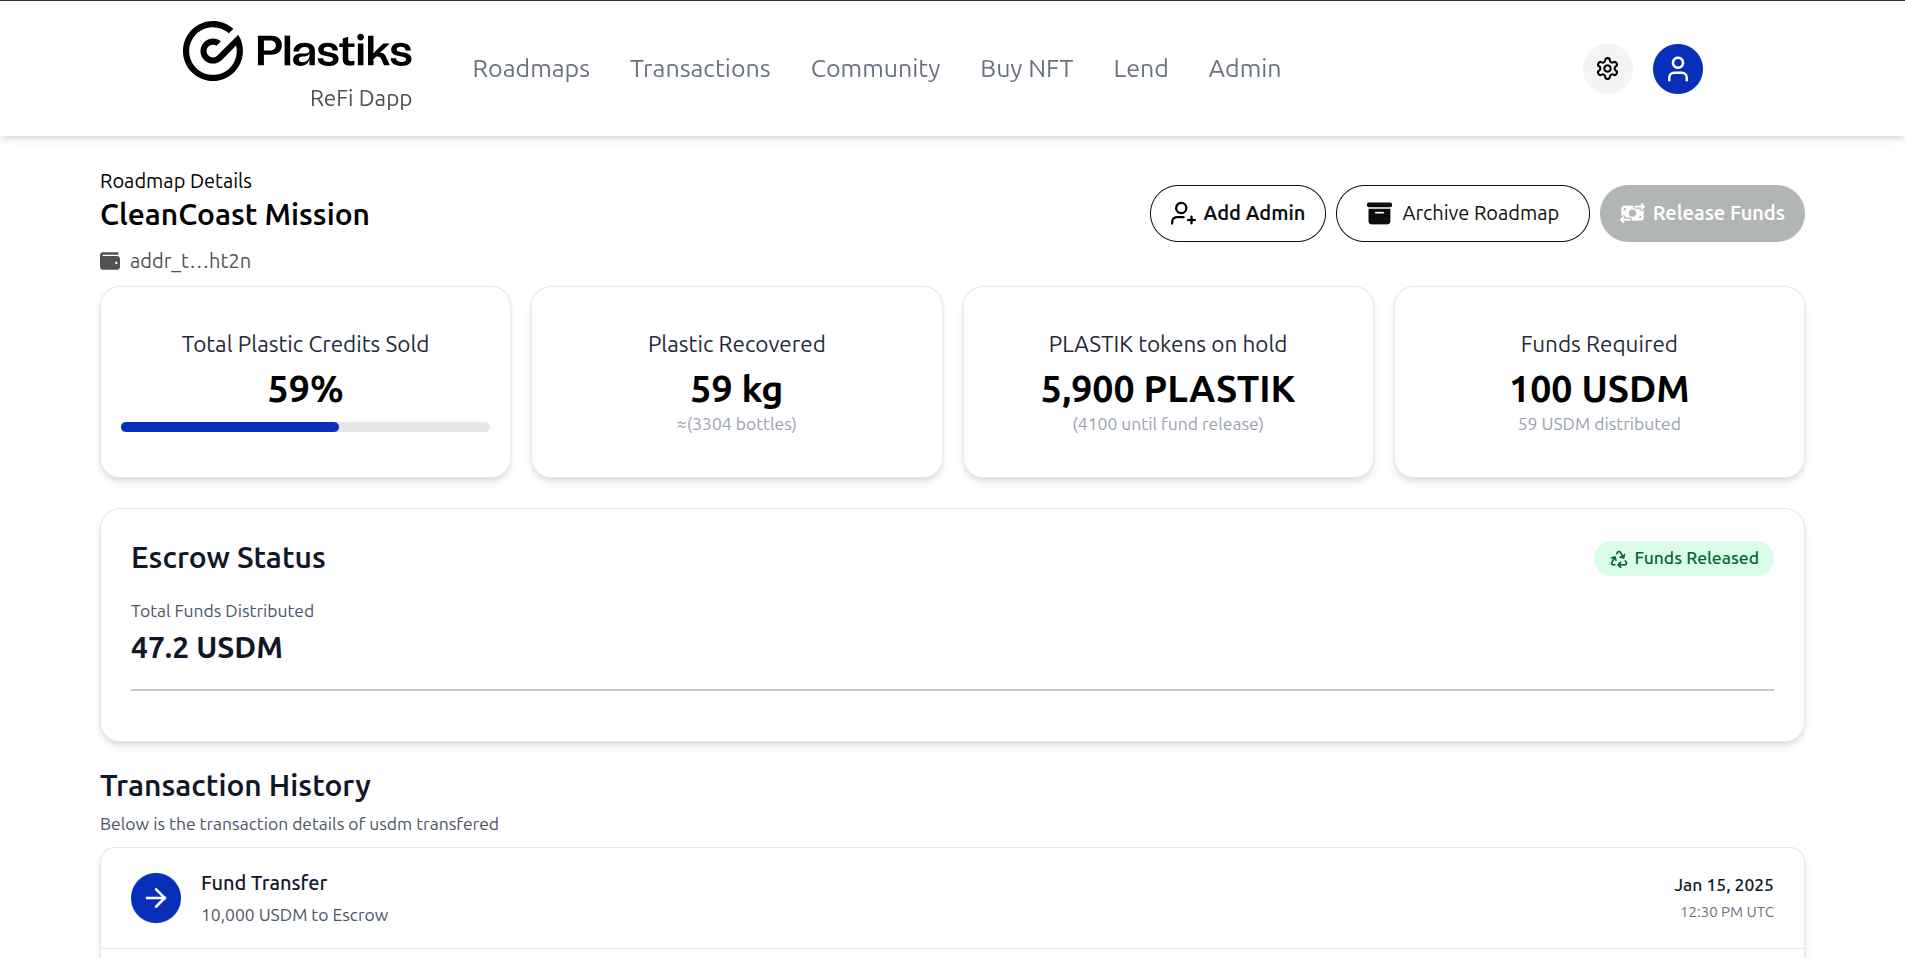 Plastiks
ReFi Dapp
Roadmaps
Transactions
Community
Buy NFT
Lend
Admin
Roadmap Details
CleanCoast Mission
addr_t...ht2n
Add Admin
Archive Roadmap
Release Funds
Total Plastic Credits Sold
59%
Plastic Recovered
59 kg
≈(3304 bottles)
PLASTIK tokens on hold
5,900 PLASTIK
(4100 until fund release)
Funds Required
100 USDM
59 USDM distributed
Escrow Status
Funds Released
Total Funds Distributed
47.2 USDM
Transaction History
Below is the transaction details of usdm transfered
Fund Transfer
10,000 USDM to Escrow
Jan 15, 2025
12:30 PM UTC